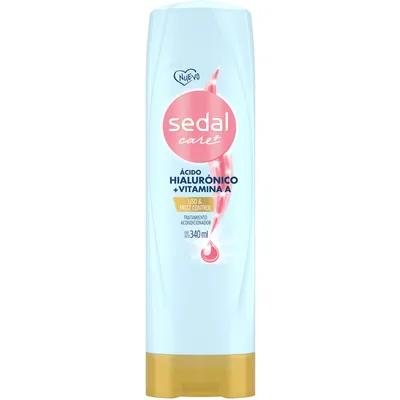 NUEVO
sedal
care+
ÁCIDO
HIALURÓNICO
+VITAMINA A
LISO &
FRIZZ CONTROL
TRATAMIENTO
ACONDICIONADOR
340 ml